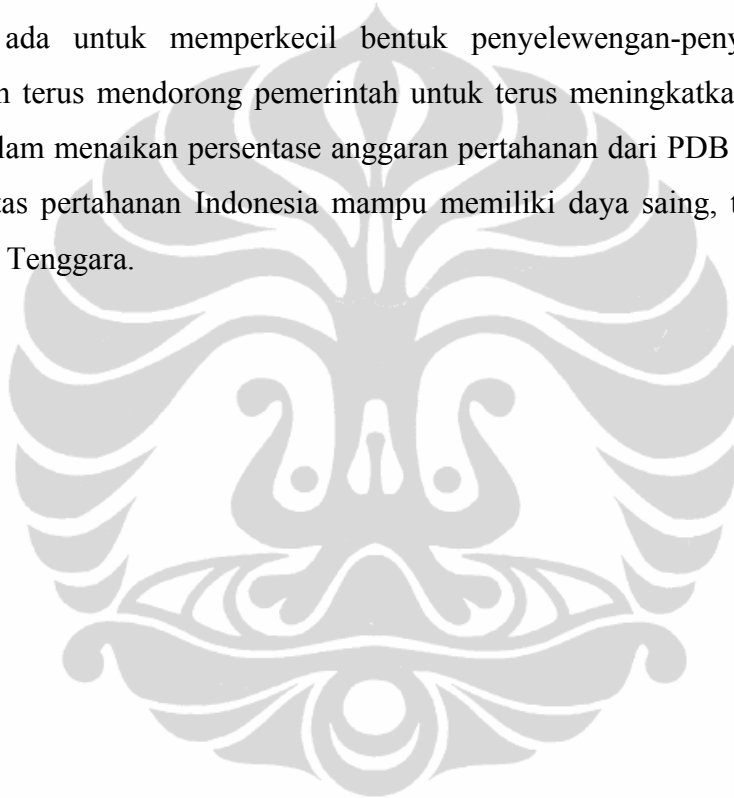 ada untuk memperkecil bentuk penyelewengan-peny
n terus mendorong pemerintah untuk terus meningkatka
lam menaikan persentase anggaran pertahanan dari PDB
tas pertahanan Indonesia mampu memiliki daya saing, t
Tenggara.